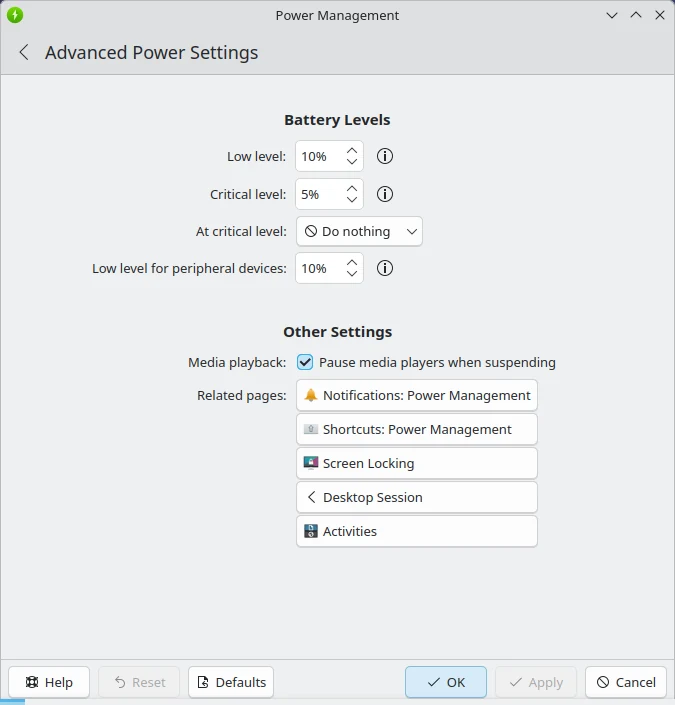 Power Management
Advanced Power Settings
Battery Levels
Low level: 10%
Critical level: 5%
At critical level: Do nothing
Low level for peripheral devices: 10%
Other Settings
Media playback: Pause media players when suspending
Related pages: Notifications: Power Management
Shortcuts: Power Management
Screen Locking
Desktop Session
Activities
Help Reset Defaults OK Apply Cancel